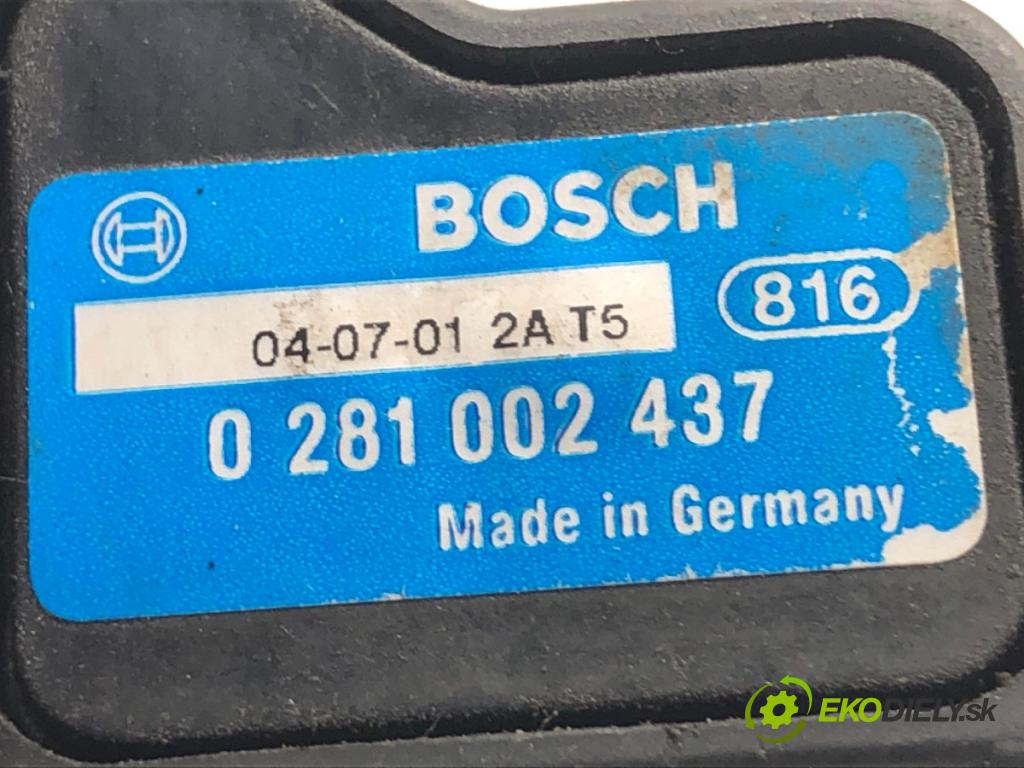 BOSCH
04-07-01 2A T5
816
0 281 002 437
Made in Germany
EKODIELY.sk